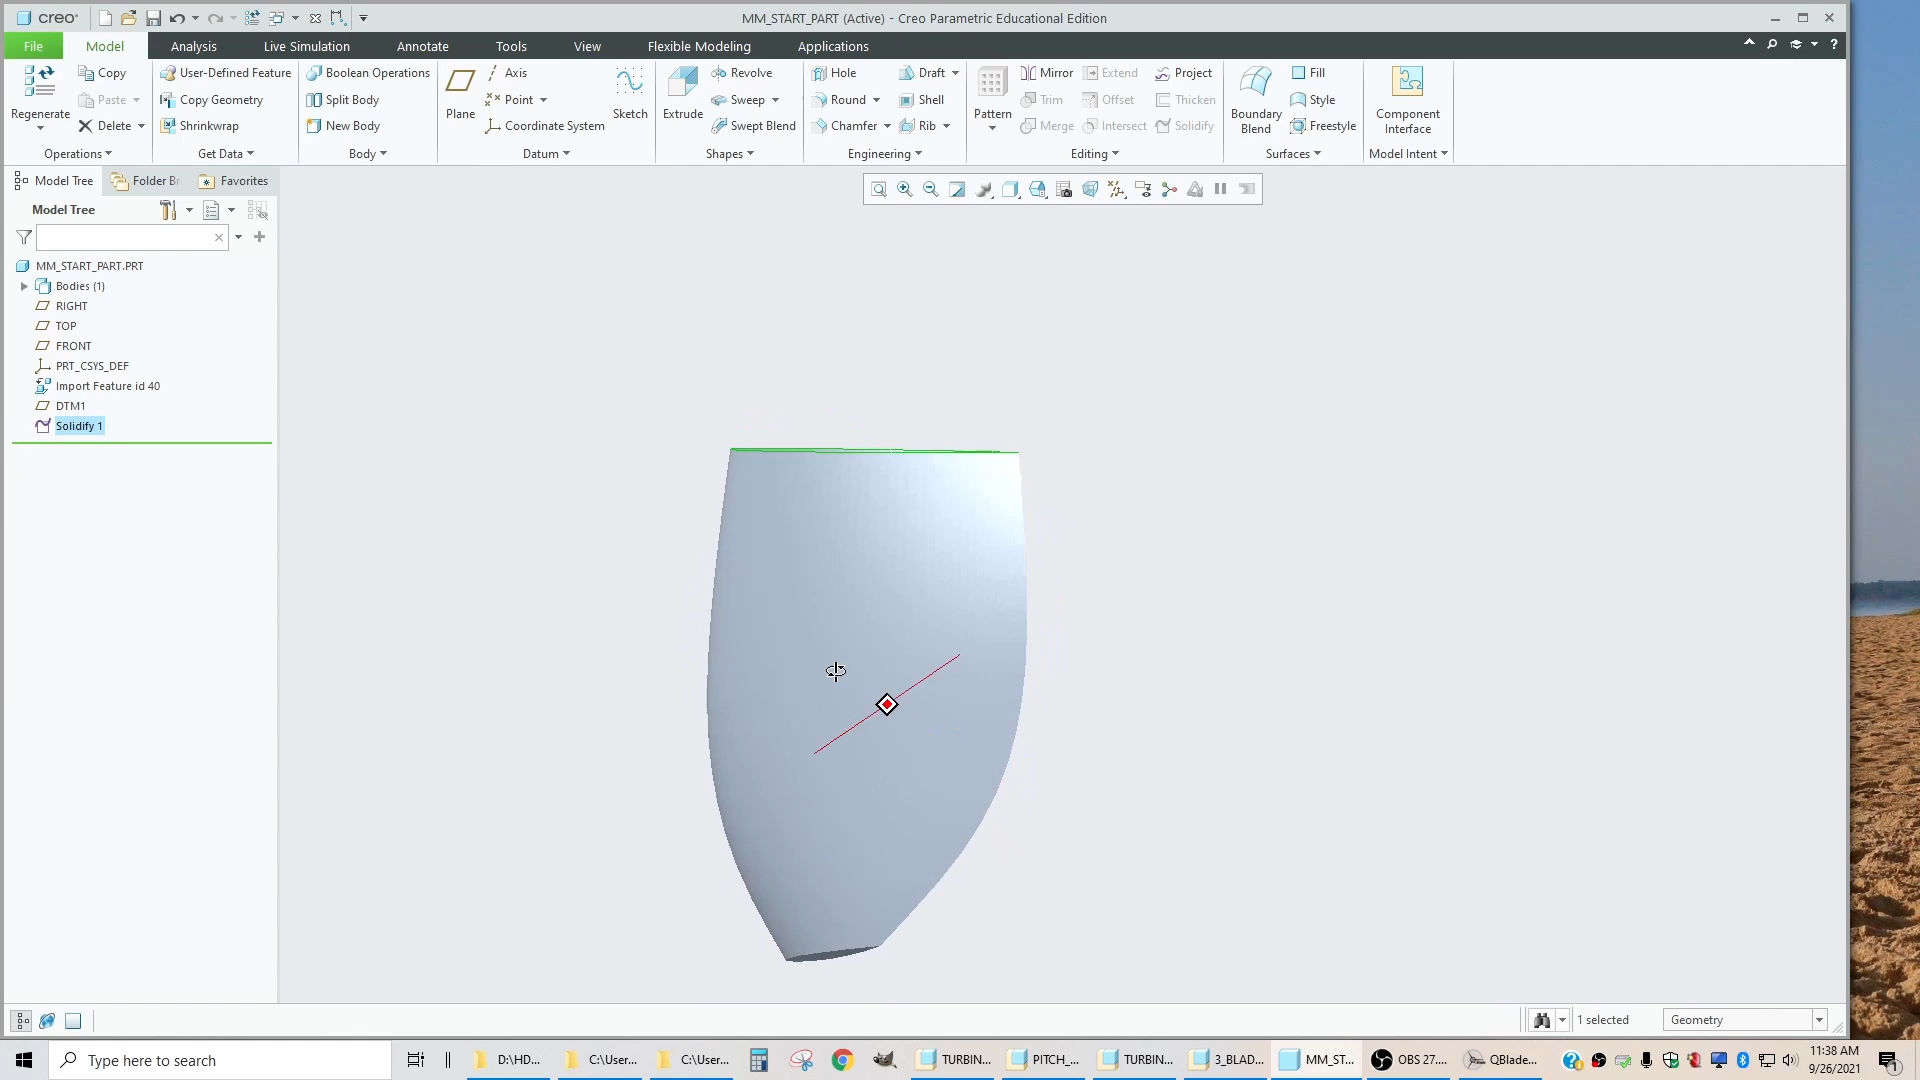 creo MM_START_PART (Active) - Creo Parametric Educational Edition
File Model Analysis Live Simulation Annotate Tools View Flexible Modeling Applications
Regenerate
Copy
Paste
Delete
Operations
User-Defined Feature
Copy Geometry
Shrinkwrap
Get Data
Boolean Operations
Split Body
New Body
Body
Plane
Axis
Point
Coordinate System
Sketch
Datum
Extrude
Revolve
Sweep
Swept Blend
Shapes
Hole
Round
Chamfer
Draft
Shell
Rib
Engineering
Pattern
Mirror
Trim
Merge
Extend
Offset
Intersect
Project
Thicken
Solidify
Editing
Boundary
Blend
Fill
Style
Freestyle
Surfaces
Component
Interface
Model Intent
Model Tree Folder Br Favorites
Model Tree
MM_START_PART.PRT
Bodies (1)
RIGHT
TOP
FRONT
PRT_CSYS_DEF
Import Feature id 40
DTM1
Solidify 1
1 selected Geometry
Type here to search
D:\HD...
C:\User...
C:\User...
TURBIN...
PITCH_...
TURBIN...
3_BLAD...
MM_ST...
OBS 27....
QBlade...
11:38 AM
9/26/2021
1